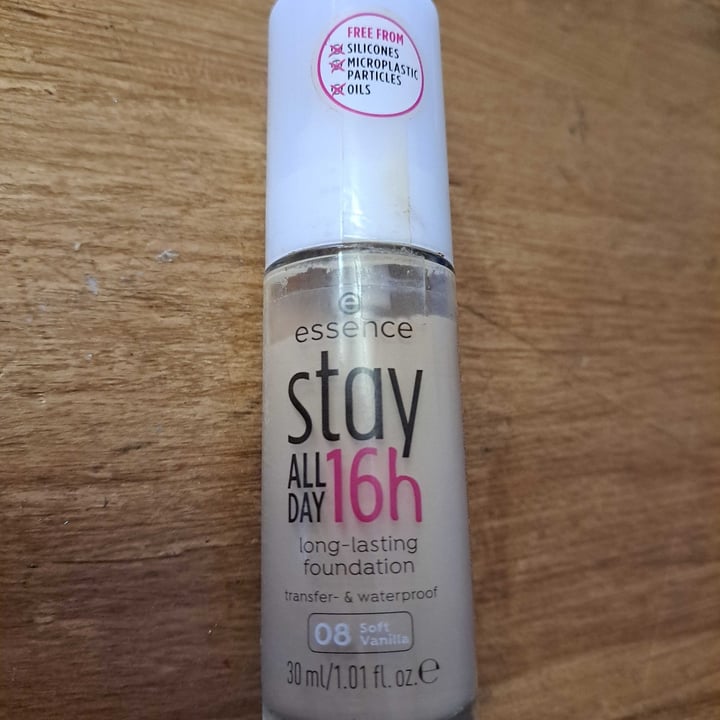 FREE FROM
SILICONES
MICROPLASTIC
PARTICLES
OILS
e
essence
stay
ALL
DAY 16h
long-lasting
foundation
transfer- & waterproof
08 Soft
Vanilla
30 ml/1.01 fl. oz. ℮